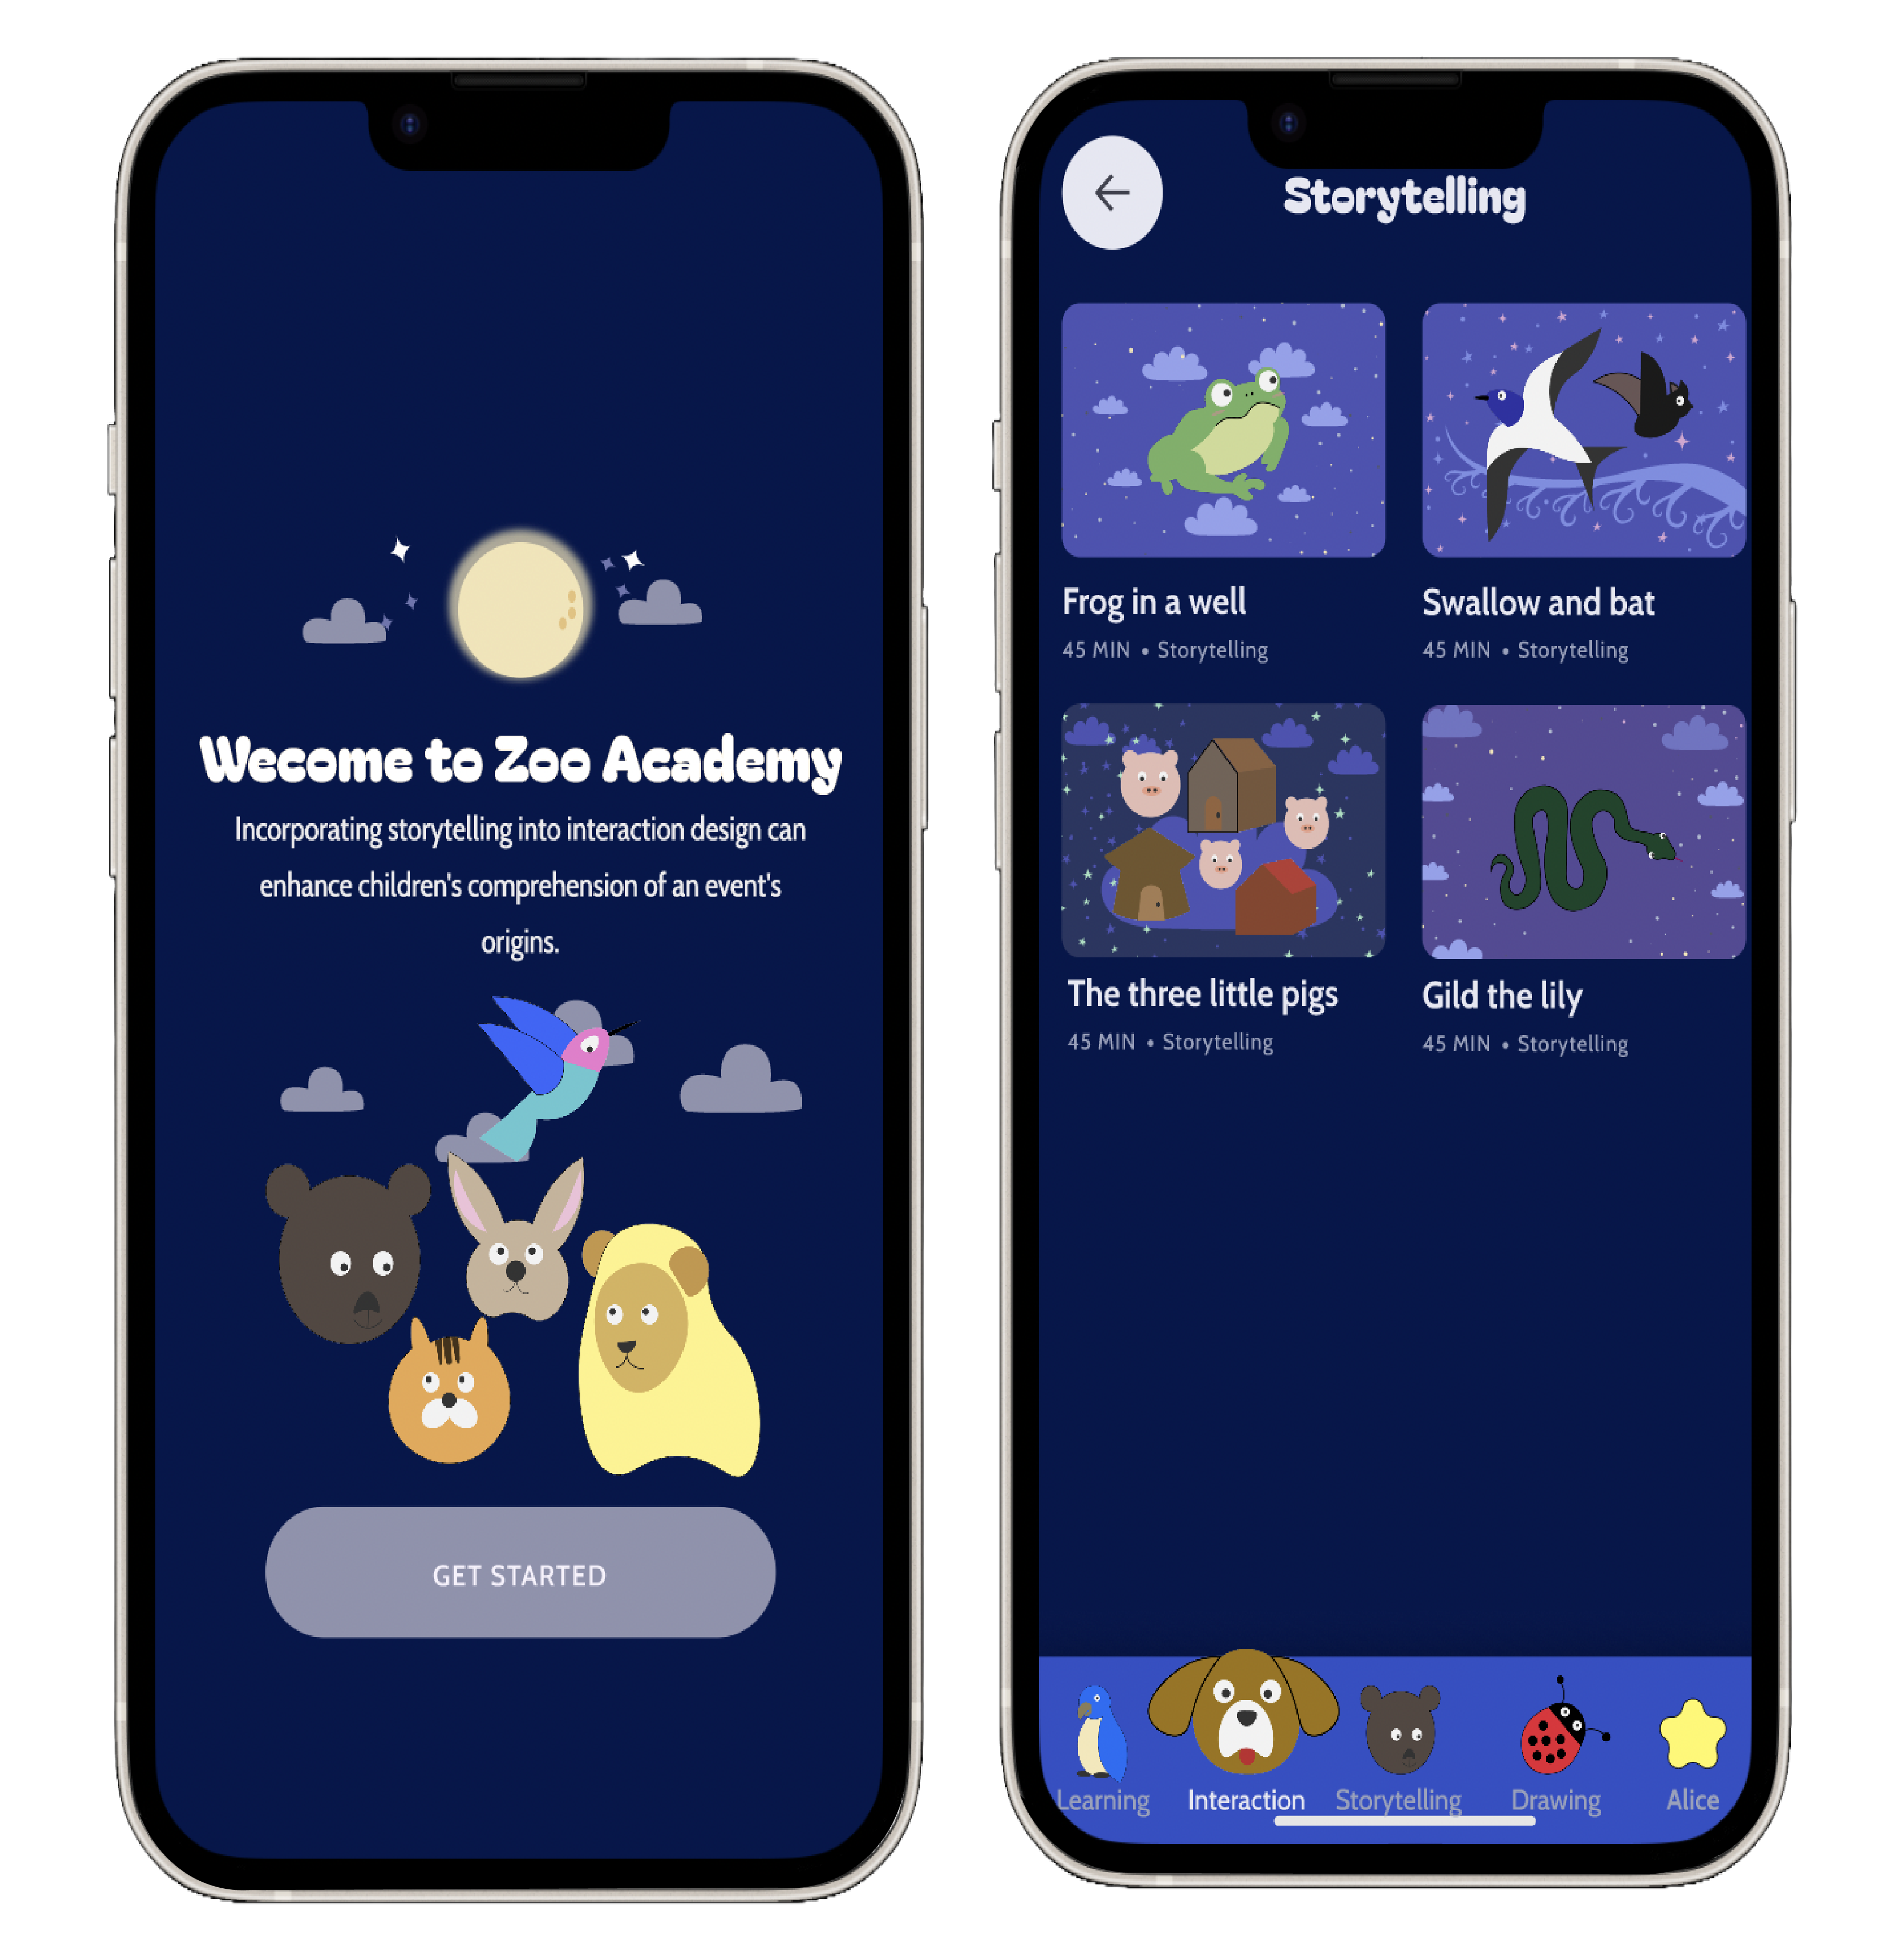 Wecome to Zoo Academy
Incorporating storytelling into interaction design can
enhance children's comprehension of an event's
origins.
GET STARTED
Storytelling
Frog in a well
45 MIN • Storytelling
Swallow and bat
45 MIN • Storytelling
The three little pigs
45 MIN • Storytelling
Gild the lily
45 MIN • Storytelling
Learning
Interaction
Storytelling
Drawing
Alice